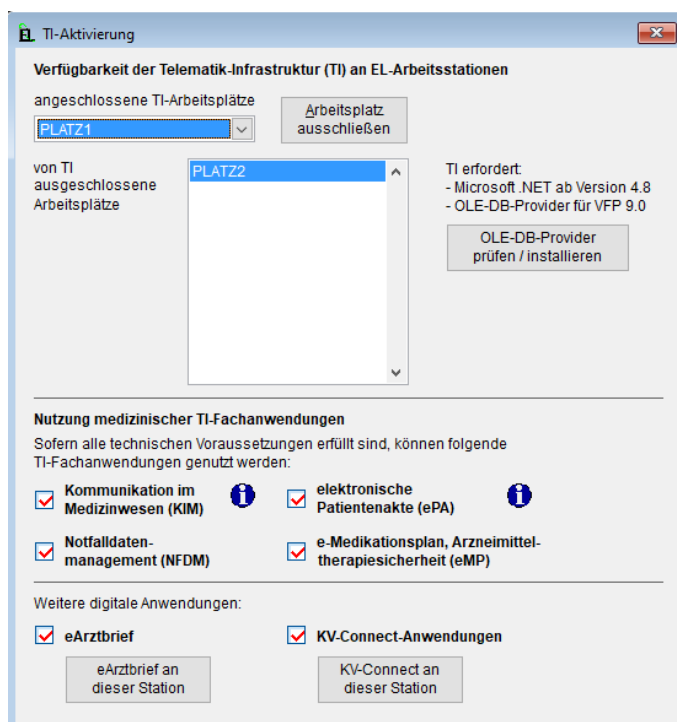 EL TI-Aktivierung
Verfügbarkeit der Telematik-Infrastruktur (TI) an EL-Arbeitsstationen
angeschlossene TI-Arbeitsplätze
PLATZ1
Arbeitsplatz
ausschließen
von TI
ausgeschlossene
Arbeitsplätze
PLATZ2
TI erfordert:
- Microsoft .NET ab Version 4.8
- OLE-DB-Provider für VFP 9.0
OLE-DB-Provider
prüfen / installieren
Nutzung medizinischer TI-Fachanwendungen
Sofern alle technischen Voraussetzungen erfüllt sind, können folgende
TI-Fachanwendungen genutzt werden:
Kommunikation im
Medizinwesen (KIM)
elektronische
Patientenakte (ePA)
Notfalldaten-
management (NFDM)
e-Medikationsplan, Arzneimittel-
therapiesicherheit (eMP)
Weitere digitale Anwendungen:
eArztbrief
KV-Connect-Anwendungen
eArztbrief an
dieser Station
KV-Connect an
dieser Station